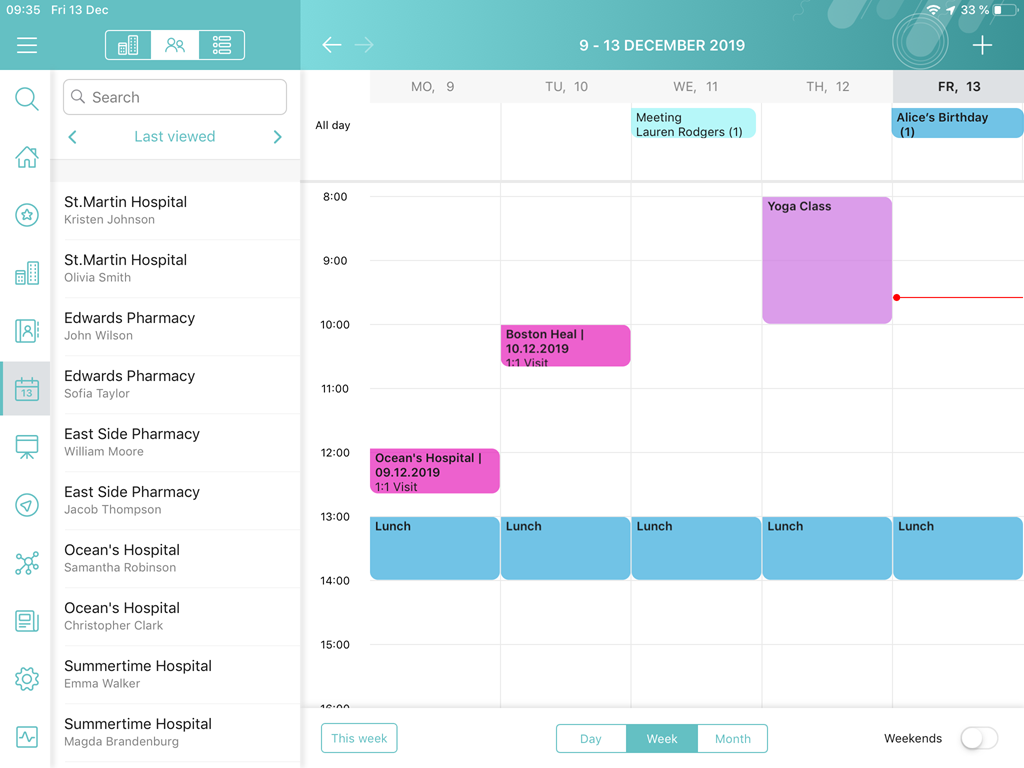 09:35 Fri 13 Dec
33 %
9 - 13 DECEMBER 2019
Search
Last viewed
St.Martin Hospital
Kristen Johnson
St.Martin Hospital
Olivia Smith
Edwards Pharmacy
John Wilson
Edwards Pharmacy
Sofia Taylor
East Side Pharmacy
William Moore
East Side Pharmacy
Jacob Thompson
Ocean's Hospital
Samantha Robinson
Ocean's Hospital
Christopher Clark
Summertime Hospital
Emma Walker
Summertime Hospital
Magda Brandenburg
13
MO, 9
TU, 10
WE, 11
TH, 12
FR, 13
All day
Meeting
Lauren Rodgers (1)
Alice's Birthday
(1)
8:00
Yoga Class
9:00
10:00
Boston Heal |
10.12.2019
1:1 Visit
11:00
12:00
Ocean's Hospital |
09.12.2019
1:1 Visit
13:00
Lunch
Lunch
Lunch
Lunch
Lunch
14:00
15:00
16:00
This week
Day
Week
Month
Weekends